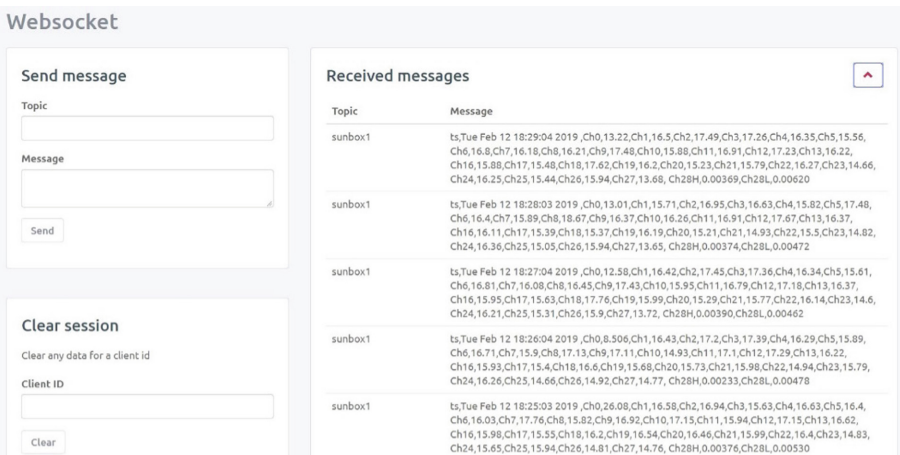 Websocket
Send message
Topic
Message
Send
Clear session
Clear any data for a client id
Client ID
Clear
Received messages
Topic Message
sunbox1 ts,Tue Feb 12 18:29:04 2019 ,Ch0,13.22,Ch1,16.5,Ch2,17.49,Ch3,17.26,Ch4,16.35,Ch5,15.56,
Ch6,16.8,Ch7,16.18,Ch8,16.21,Ch9,17.48,Ch10,15.88,Ch11,16.91,Ch12,17.23,Ch13,16.22,
Ch16,15.88,Ch17,15.48,Ch18,17.62,Ch19,16.2,Ch20,15.23,Ch21,15.79,Ch22,16.27,Ch23,14.66,
Ch24,16.25,Ch25,15.44,Ch26,15.94,Ch27,13.68, Ch28H,0.00369,Ch28L,0.00620
sunbox1 ts,Tue Feb 12 18:28:03 2019 ,Ch0,13.01,Ch1,15.71,Ch2,16.95,Ch3,16.63,Ch4,15.82,Ch5,17.48,
Ch6,16.4,Ch7,15.89,Ch8,18.67,Ch9,16.37,Ch10,16.26,Ch11,16.91,Ch12,17.67,Ch13,16.37,
Ch16,16.11,Ch17,15.39,Ch18,15.37,Ch19,16.19,Ch20,15.21,Ch21,14.93,Ch22,15.5,Ch23,14.82,
Ch24,16.36,Ch25,15.05,Ch26,15.94,Ch27,13.65, Ch28H,0.00374,Ch28L,0.00472
sunbox1 ts,Tue Feb 12 18:27:04 2019 ,Ch0,12.58,Ch1,16.42,Ch2,17.45,Ch3,17.36,Ch4,16.34,Ch5,15.61,
Ch6,16.81,Ch7,16.08,Ch8,16.45,Ch9,17.43,Ch10,15.95,Ch11,16.79,Ch12,17.18,Ch13,16.37,
Ch16,15.95,Ch17,15.63,Ch18,17.76,Ch19,15.99,Ch20,15.29,Ch21,15.77,Ch22,16.14,Ch23,14.6,
Ch24,16.21,Ch25,15.31,Ch26,15.9,Ch27,13.72, Ch28H,0.00390,Ch28L,0.00462
sunbox1 ts,Tue Feb 12 18:26:04 2019 ,Ch0,8.506,Ch1,16.43,Ch2,17.2,Ch3,17.39,Ch4,16.29,Ch5,15.89,
Ch6,16.71,Ch7,15.9,Ch8,17.13,Ch9,17.11,Ch10,14.93,Ch11,17.1,Ch12,17.29,Ch13,16.22,
Ch16,15.93,Ch17,15.4,Ch18,16.6,Ch19,15.68,Ch20,15.73,Ch21,15.98,Ch22,14.94,Ch23,15.79,
Ch24,16.26,Ch25,14.66,Ch26,14.92,Ch27,14.77, Ch28H,0.00233,Ch28L,0.00478
sunbox1 ts,Tue Feb 12 18:25:03 2019 ,Ch0,26.08,Ch1,16.58,Ch2,16.94,Ch3,15.63,Ch4,16.63,Ch5,16.4,
Ch6,16.03,Ch7,17.76,Ch8,15.82,Ch9,16.92,Ch10,17.15,Ch11,15.94,Ch12,17.15,Ch13,16.62,
Ch16,15.98,Ch17,15.55,Ch18,16.2,Ch19,16.54,Ch20,16.46,Ch21,15.99,Ch22,16.4,Ch23,14.83,
Ch24,15.65,Ch25,15.94,Ch26,14.81,Ch27,14.76, Ch28H,0.00376,Ch28L,0.00530